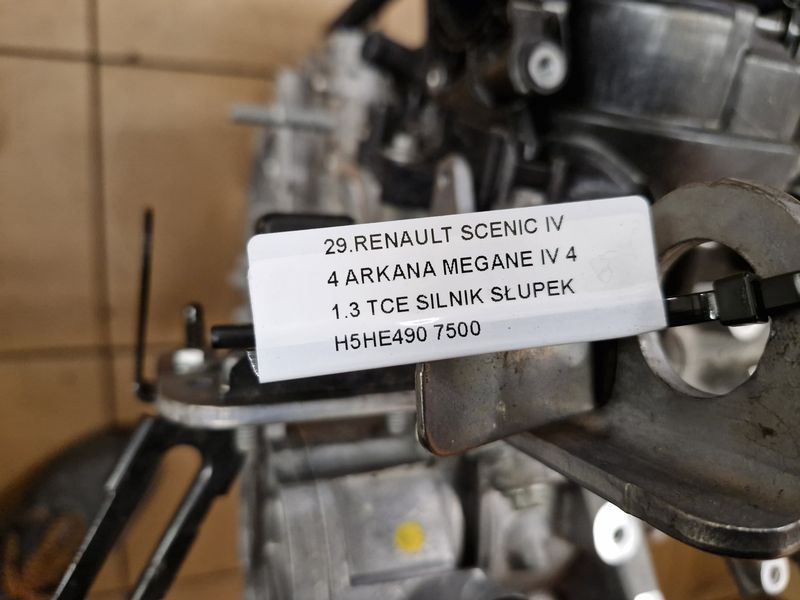 29.RENAULT SCENIC IV
4 ARKANA MEGANE IV 4
1.3 TCE SILNIK SŁUPEK
H5HE490 7500